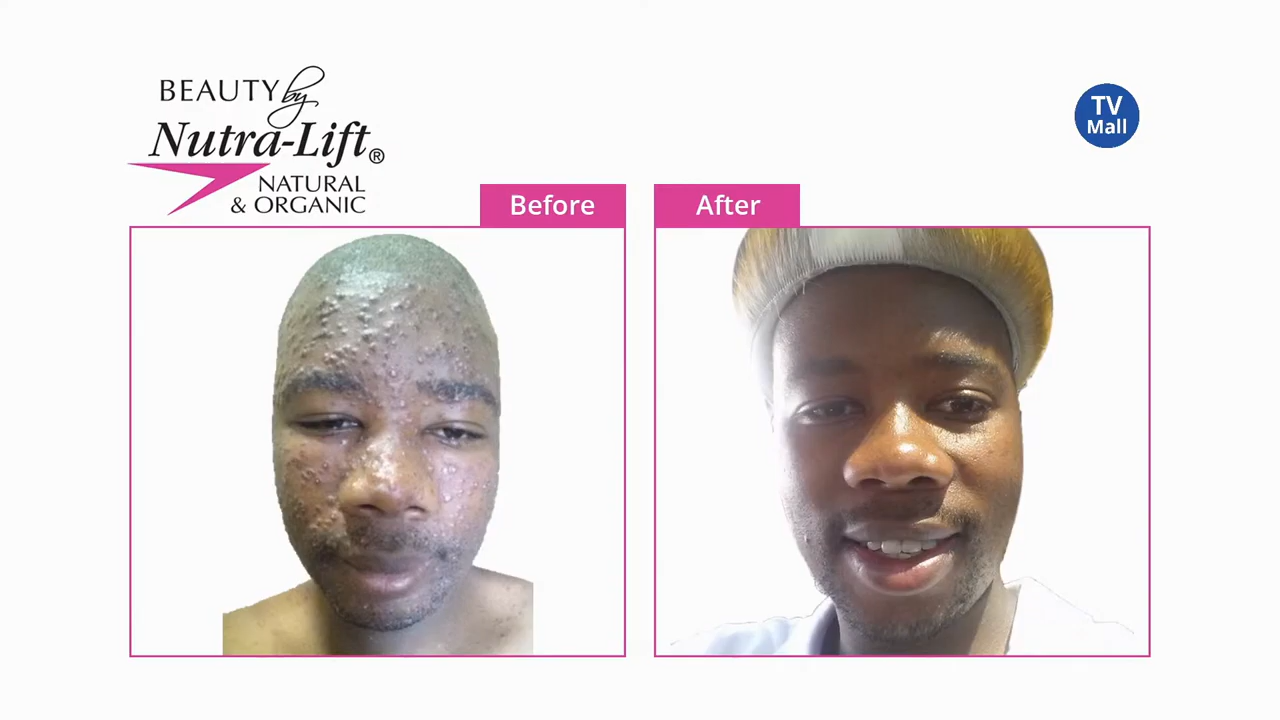 BEAUTY by
Nutra-Lift®
NATURAL
& ORGANIC
TV
Mall
Before
After